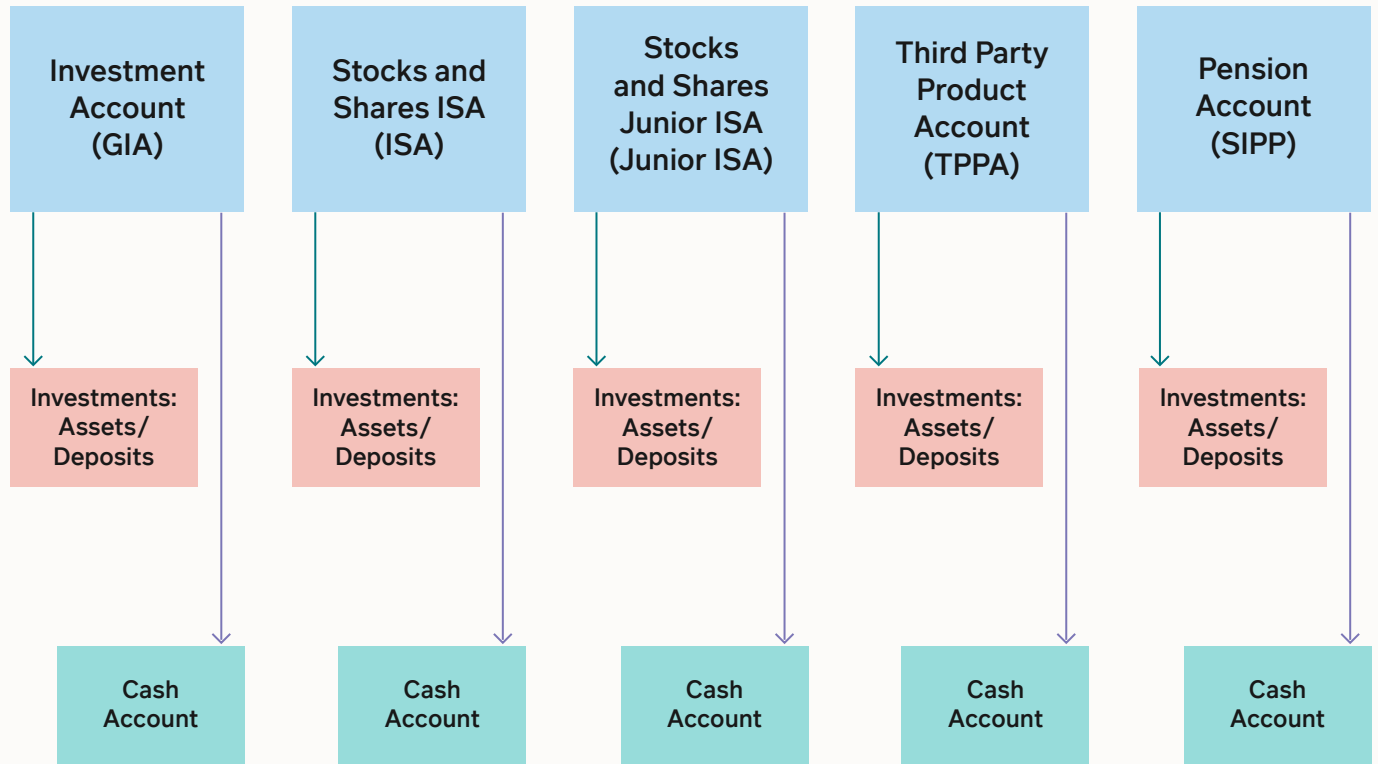 Investment
Account
(GIA)
Stocks and
Shares ISA
(ISA)
Stocks
and Shares
Junior ISA
(Junior ISA)
Third Party
Product
Account
(TPPA)
Pension
Account
(SIPP)
Investments:
Assets/
Deposits
Investments:
Assets/
Deposits
Investments:
Assets/
Deposits
Investments:
Assets/
Deposits
Investments:
Assets/
Deposits
Cash
Account
Cash
Account
Cash
Account
Cash
Account
Cash
Account